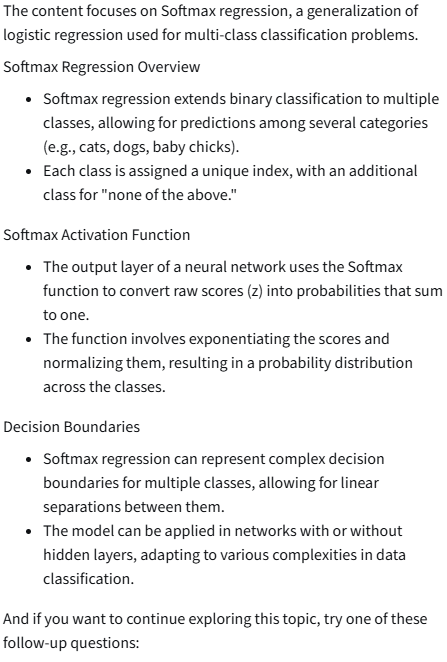 The content focuses on Softmax regression, a generalization of
logistic regression used for multi-class classification problems.
Softmax Regression Overview
• Softmax regression extends binary classification to multiple
classes, allowing for predictions among several categories
(e.g., cats, dogs, baby chicks).
• Each class is assigned a unique index, with an additional
class for "none of the above."
Softmax Activation Function
• The output layer of a neural network uses the Softmax
function to convert raw scores (z) into probabilities that sum
to one.
• The function involves exponentiating the scores and
normalizing them, resulting in a probability distribution
across the classes.
Decision Boundaries
• Softmax regression can represent complex decision
boundaries for multiple classes, allowing for linear
separations between them.
• The model can be applied in networks with or without
hidden layers, adapting to various complexities in data
classification.
And if you want to continue exploring this topic, try one of these
follow-up questions: